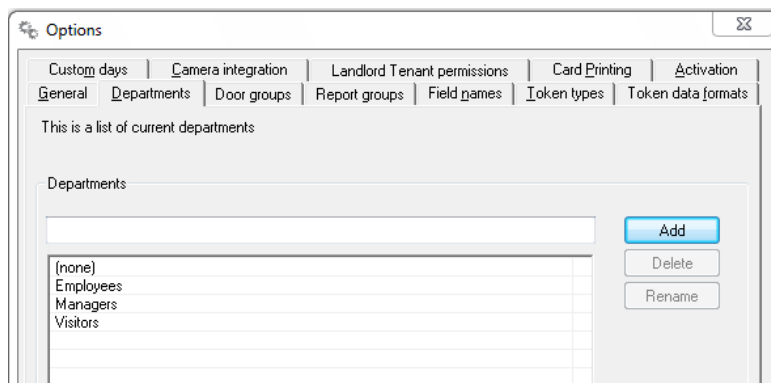 Options
Custom days Camera integration Landlord Tenant permissions Card Printing Activation
General Departments Door groups Report groups Field names Token types Token data formats
This is a list of current departments
Departments
Add
(none)
Delete
Employees
Rename
Managers
Visitors